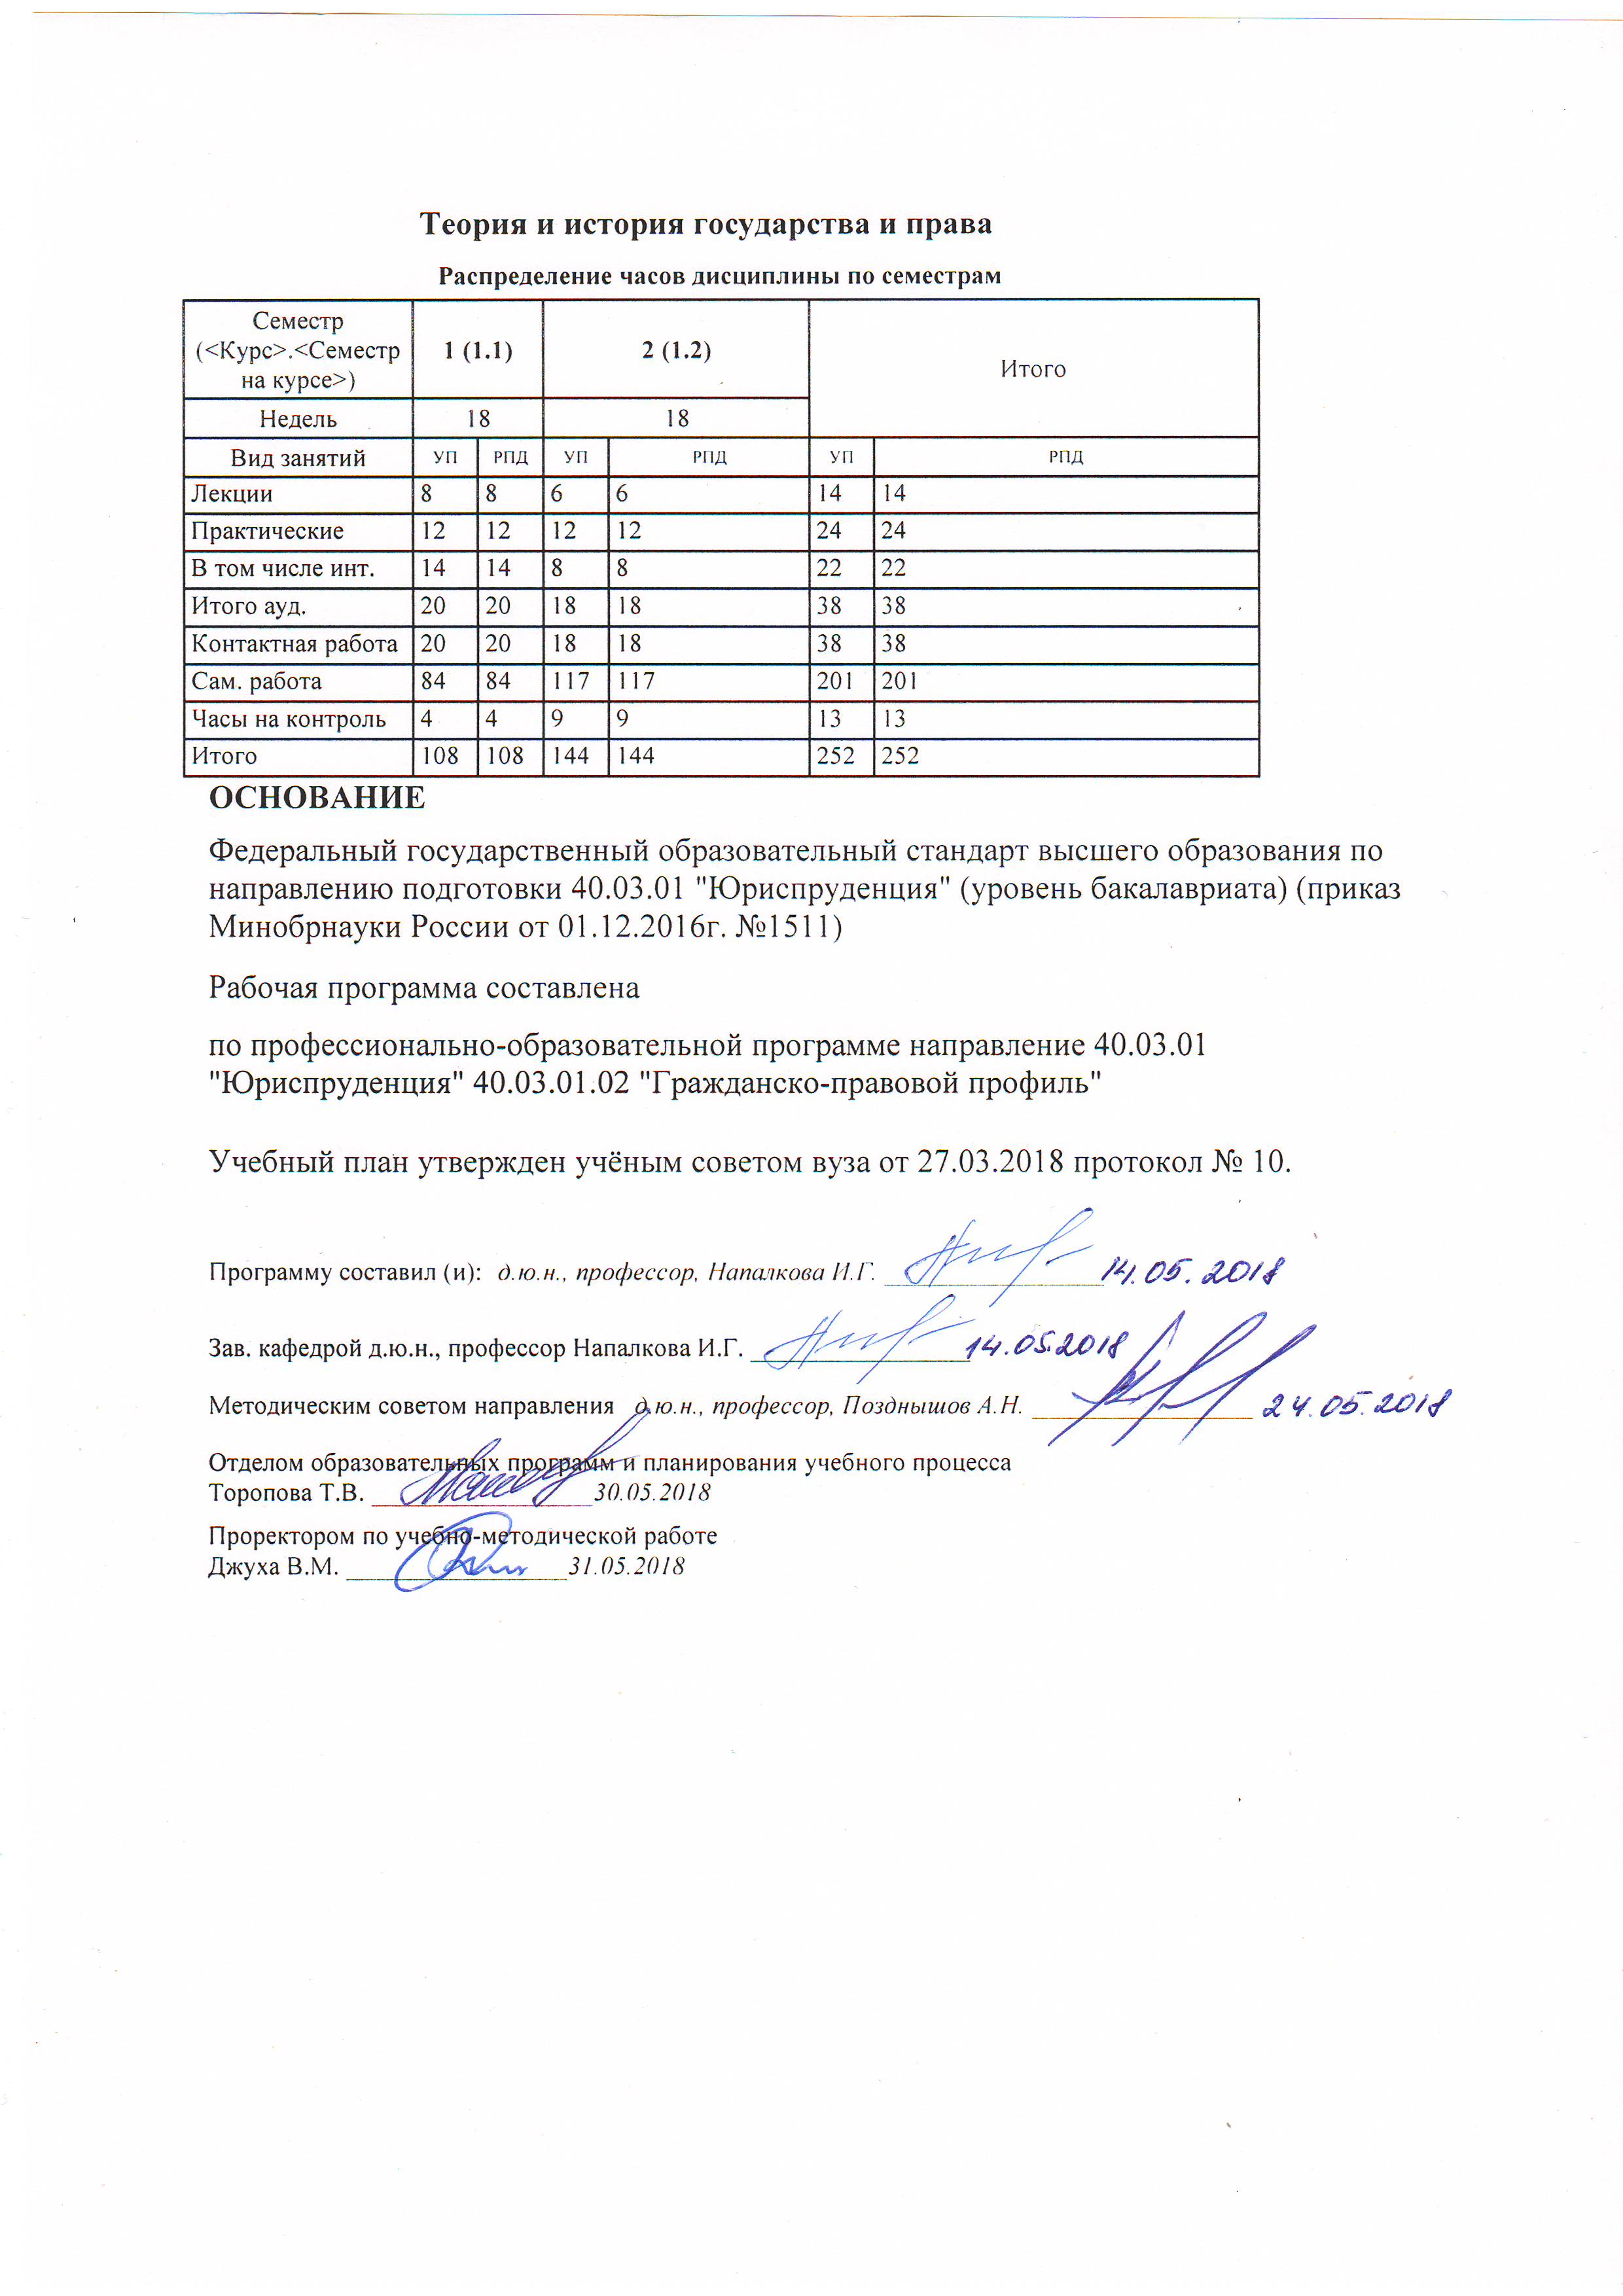 Теория и история государства и права
Распределение часов дисциплины по семестрам
Семестр (<Курс>.<Семестр на курсе>) 1 (1.1) 2 (1.2) Итого
Недель 18 18
Вид занятий УП РПД УП РПД УП РПД
Лекции 8 8 6 6 14 14
Практические 12 12 12 12 24 24
В том числе инт. 14 14 8 8 22 22
Итого ауд. 20 20 18 18 38 38
Контактная работа 20 20 18 18 38 38
Сам. работа 84 84 117 117 201 201
Часы на контроль 4 4 9 9 13 13
Итого 108 108 144 144 252 252
ОСНОВАНИЕ
Федеральный государственный образовательный стандарт высшего образования по
направлению подготовки 40.03.01 "Юриспруденция" (уровень бакалавриата) (приказ
Минобрнауки России от 01.12.2016г. №1511)
Рабочая программа составлена
по профессионально-образовательной программе направление 40.03.01
"Юриспруденция" 40.03.01.02 "Гражданско-правовой профиль"
Учебный план утвержден учёным советом вуза от 27.03.2018 протокол № 10.
Программу составил (и): д.ю.н., профессор, Напалкова И.Г. 14.05.2018
Зав. кафедрой д.ю.н., профессор Напалкова И.Г. 14.05.2018
Методическим советом направления д.ю.н., профессор, Позднышов А.Н. 24.05.2018
Отделом образовательных программ и планирования учебного процесса
Торопова Т.В. 30.05.2018
Проректором по учебно-методической работе
Джуха В.М. 31.05.2018